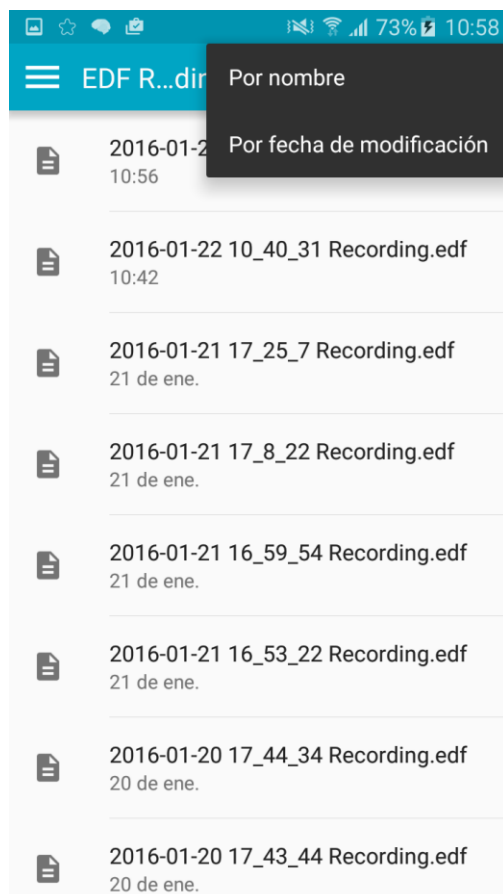 73% 10:58
EDF R...dir
Por nombre
Por fecha de modificación
2016-01-2
10:56
2016-01-22 10_40_31 Recording.edf
10:42
2016-01-21 17_25_7 Recording.edf
21 de ene.
2016-01-21 17_8_22 Recording.edf
21 de ene.
2016-01-21 16_59_54 Recording.edf
21 de ene.
2016-01-21 16_53_22 Recording.edf
21 de ene.
2016-01-20 17_44_34 Recording.edf
20 de ene.
2016-01-20 17_43_44 Recording.edf
20 de ene.